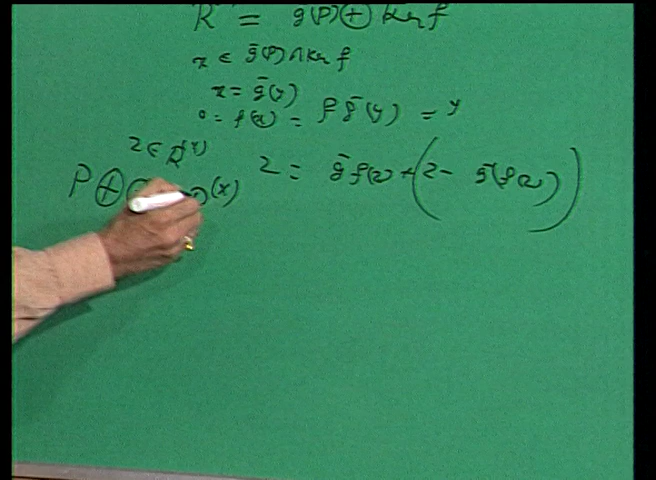 R = g(P) ⊕ ker f
x ∈ ḡ(P) ∩ ker f
x = ḡ(y)
0 = f(x) = f ḡ(y) = y
z ∈ R^(X)
z = ḡ f(z) + (z - ḡ(f(z)))
P ⊕ (X)